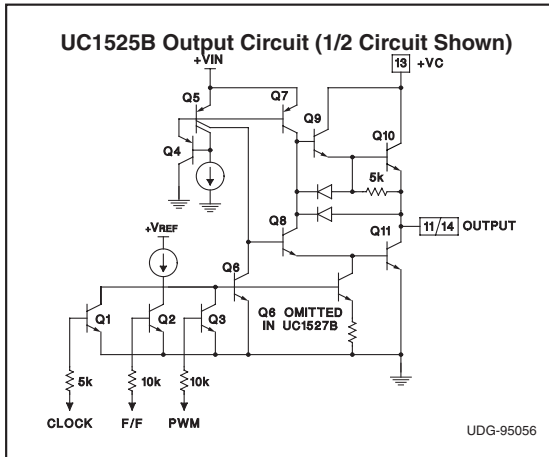 UC1525B Output Circuit (1/2 Circuit Shown)
+VIN
13 +VC
Q5
Q7
Q9
Q10
Q4
5k
11/14 OUTPUT
+VREF
Q8
Q11
Q6
Q6 OMITTED
IN UC1527B
Q1
Q2
Q3
5k
10k
10k
CLOCK
F/F
PWM
UDG-95056